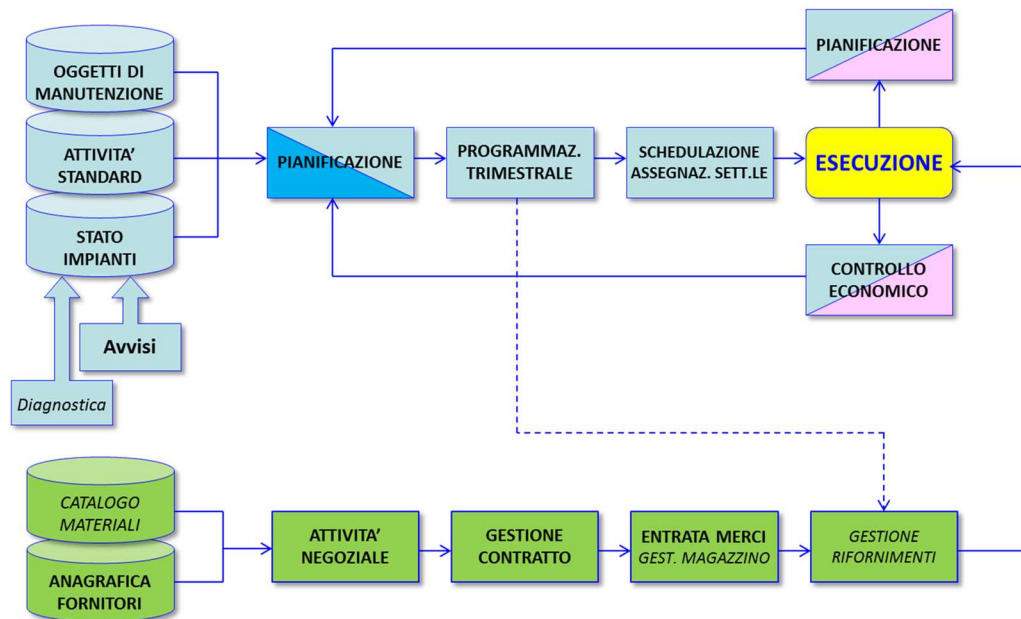 OGGETTI DI
MANUTENZIONE
ATTIVITA’
STANDARD
STATO
IMPIANTI
Avvisi
Diagnostica
PIANIFICAZIONE
PROGRAMMAZ.
TRIMESTRALE
SCHEDULAZIONE
ASSEGNAZ. SETT.LE
PIANIFICAZIONE
ESECUZIONE
CONTROLLO
ECONOMICO
CATALOGO
MATERIALI
ANAGRAFICA
FORNITORI
ATTIVITA’
NEGOZIALE
GESTIONE
CONTRATTO
ENTRATA MERCI
GEST. MAGAZZINO
GESTIONE
RIFORNIMENTI